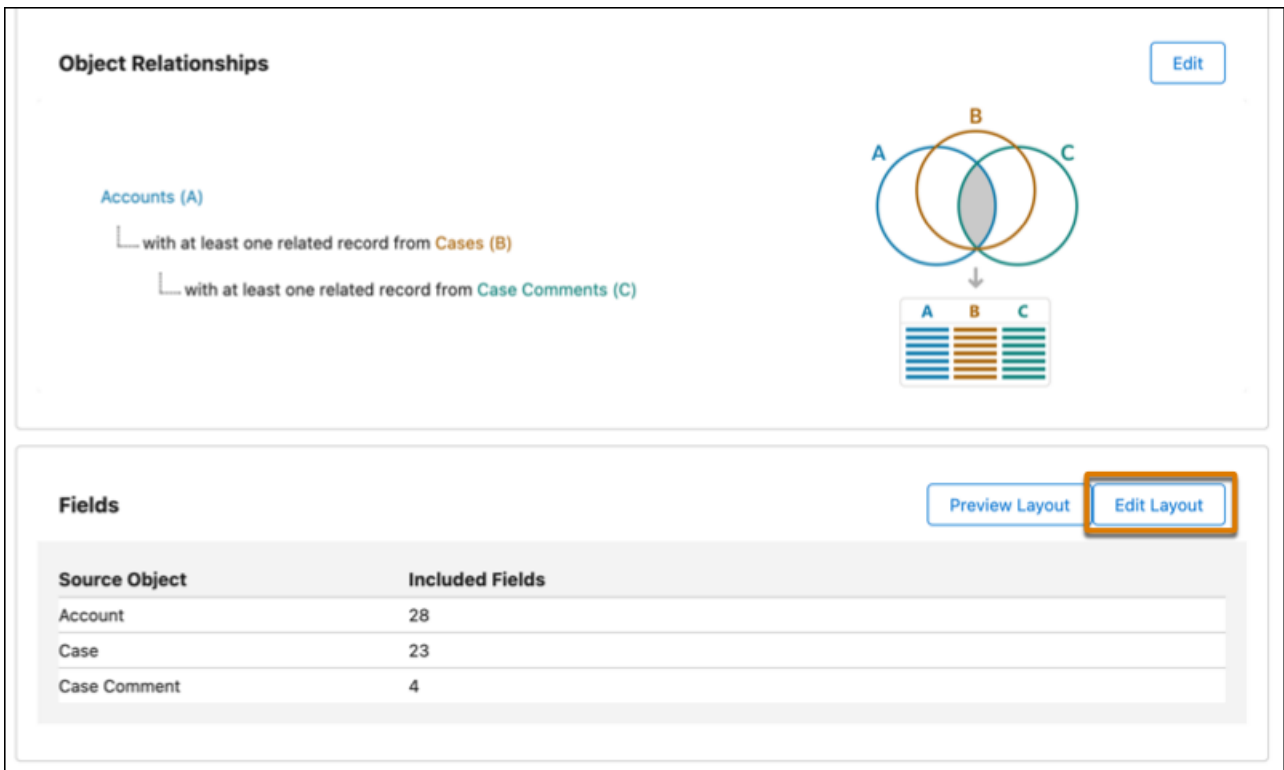 Object Relationships
Edit
B
A
C
Accounts (A)
with at least one related record from Cases (B)
with at least one related record from Case Comments (C)
A B C
Fields
Preview Layout
Edit Layout
Source Object Included Fields
Account 28
Case 23
Case Comment 4